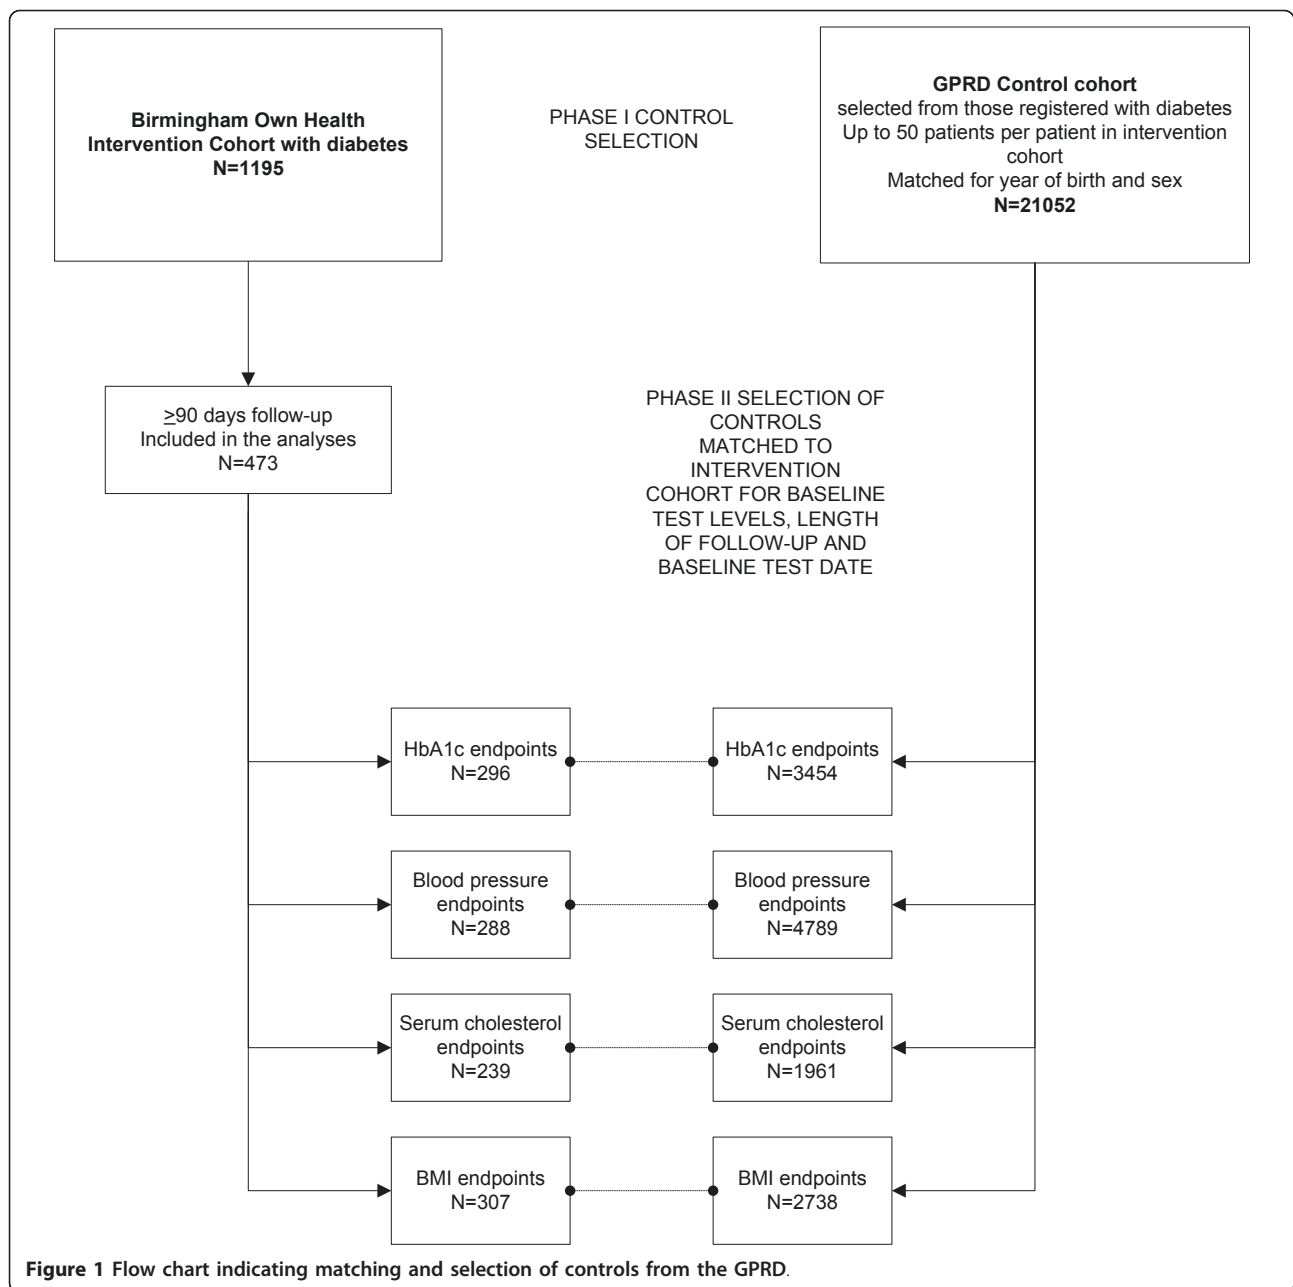 Birmingham Own Health
Intervention Cohort with diabetes
N=1195
PHASE I CONTROL
SELECTION
GPRD Control cohort
selected from those registered with diabetes
Up to 50 patients per patient in intervention
cohort
Matched for year of birth and sex
N=21052
≥90 days follow-up
Included in the analyses
N=473
PHASE II SELECTION OF
CONTROLS
MATCHED TO
INTERVENTION
COHORT FOR BASELINE
TEST LEVELS, LENGTH
OF FOLLOW-UP AND
BASELINE TEST DATE
HbA1c endpoints
N=296
HbA1c endpoints
N=3454
Blood pressure
endpoints
N=288
Blood pressure
endpoints
N=4789
Serum cholesterol
endpoints
N=239
Serum cholesterol
endpoints
N=1961
BMI endpoints
N=307
BMI endpoints
N=2738
Figure 1 Flow chart indicating matching and selection of controls from the GPRD.